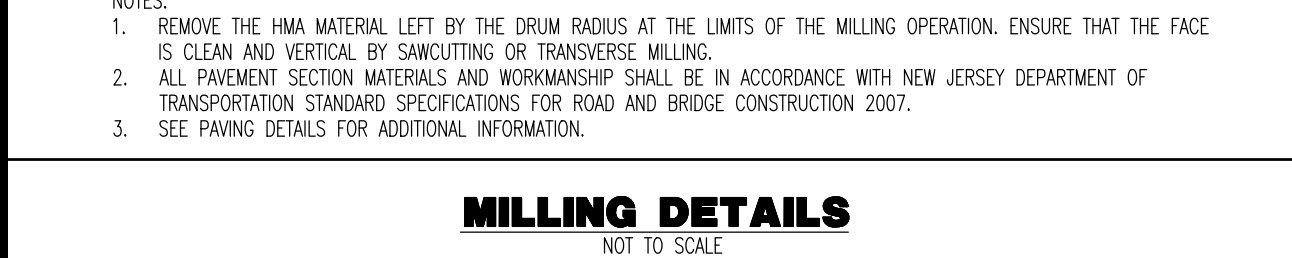 NOTES:
1. REMOVE THE HMA MATERIAL LEFT BY THE DRUM RADIUS AT THE LIMITS OF THE MILLING OPERATION. ENSURE THAT THE FACE
IS CLEAN AND VERTICAL BY SAWCUTTING OR TRANSVERSE MILLING.
2. ALL PAVEMENT SECTION MATERIALS AND WORKMANSHIP SHALL BE IN ACCORDANCE WITH NEW JERSEY DEPARTMENT OF
TRANSPORTATION STANDARD SPECIFICATIONS FOR ROAD AND BRIDGE CONSTRUCTION 2007.
3. SEE PAVING DETAILS FOR ADDITIONAL INFORMATION.
MILLING DETAILS
NOT TO SCALE